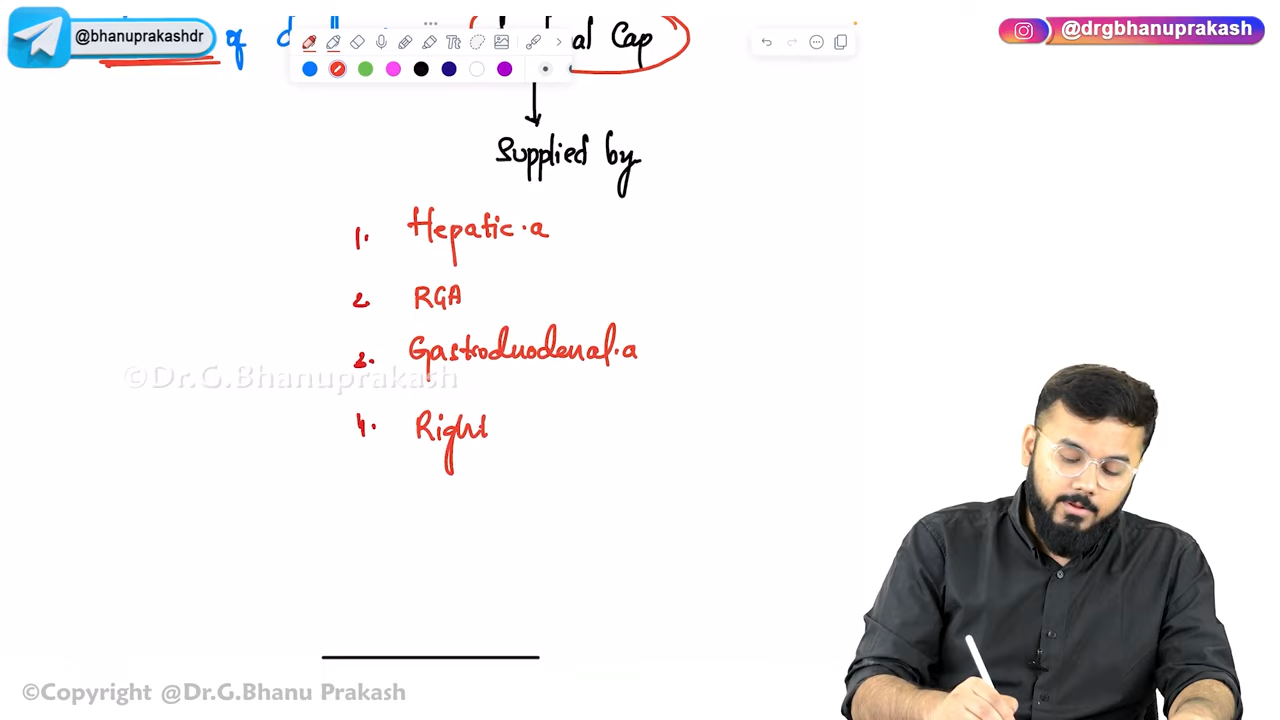 @bhanuprakashdr
of
al Cap
@drgbhanuprakash
Supplied by
1. Hepatic.a
2. RGA
3. Gastroduodenal.a
©Dr.G.Bhanuprakash
4. Right
©Copyright @Dr.G.Bhanu Prakash